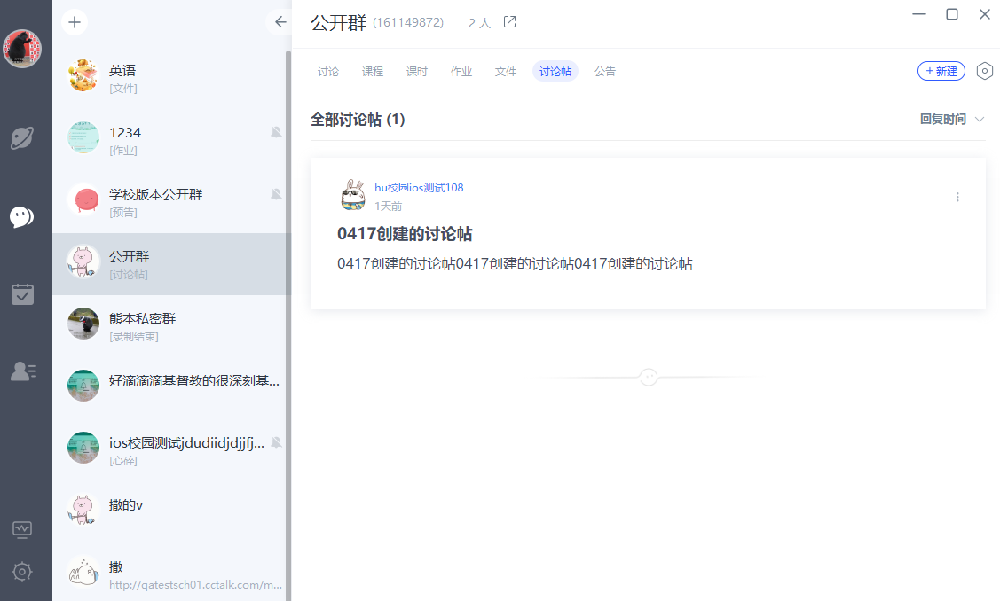 英语
[文件]
1234
[作业]
学校版本公开群
[预告]
公开群
[讨论帖]
熊本私密群
[录制结束]
好滴滴滴基督教的很深刻基...
ios校园测试jdudiidjdjjfj...
[心碎]
撒的v
撒
http://qatestsch01.cctalk.com/m...
公开群 (161149872) 2 人
讨论 课程 课时 作业 文件 讨论帖 公告
+ 新建
全部讨论帖 (1)
回复时间
hu校园ios测试108
1天前
0417创建的讨论帖
0417创建的讨论帖0417创建的讨论帖0417创建的讨论帖